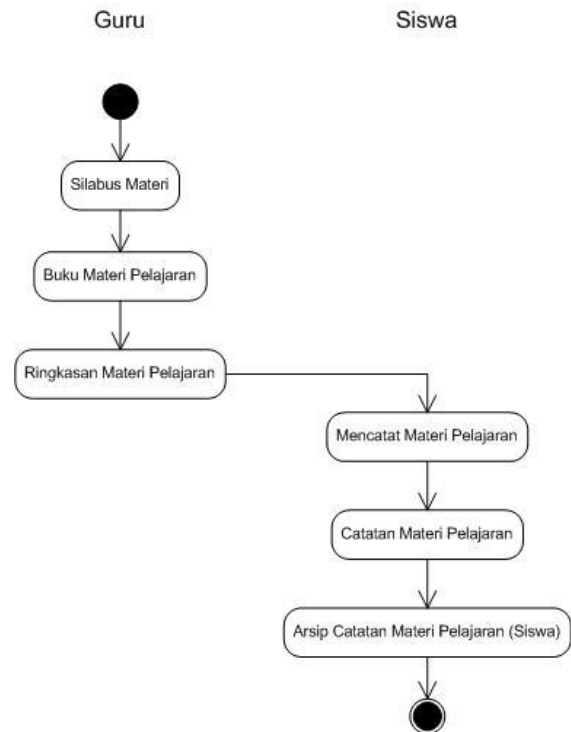 Guru
Siswa
Silabus Materi
Buku Materi Pelajaran
Ringkasan Materi Pelajaran
Mencatat Materi Pelajaran
Catatan Materi Pelajaran
Arsip Catatan Materi Pelajaran (Siswa)